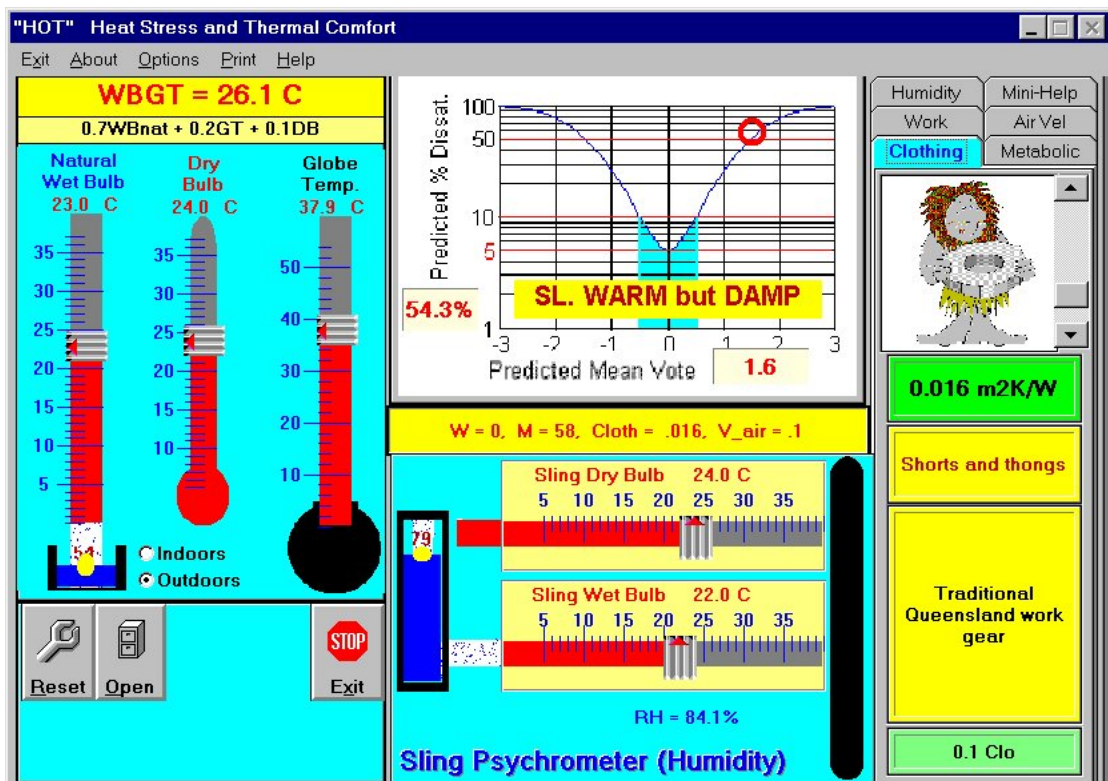 "HOT" Heat Stress and Thermal Comfort
Exit About Options Print Help
WBGT = 26.1 C
0.7WBnat + 0.2GT + 0.1DB
Natural
Wet Bulb
23.0 C
35
30
25
20
15
10
5
54
Dry
Bulb
24.0 C
35
30
25
20
15
10
Globe
Temp.
37.9 C
50
40
30
20
10
Indoors
Outdoors
Reset
Open
STOP
Exit
Predicted % Dissat.
100
50
10
5
1
54.3%
SL. WARM but DAMP
-3 -2 -1 0 1 2 3
Predicted Mean Vote
1.6
W = 0, M = 58, Cloth = .016, V_air = .1
Sling Dry Bulb 24.0 C
5 10 15 20 25 30 35
79
Sling Wet Bulb 22.0 C
5 10 15 20 25 30 35
RH = 84.1%
Sling Psychrometer (Humidity)
Humidity Mini-Help
Work Air Vel
Clothing Metabolic
0.016 m2K/W
Shorts and thongs
Traditional
Queensland work
gear
0.1 Clo